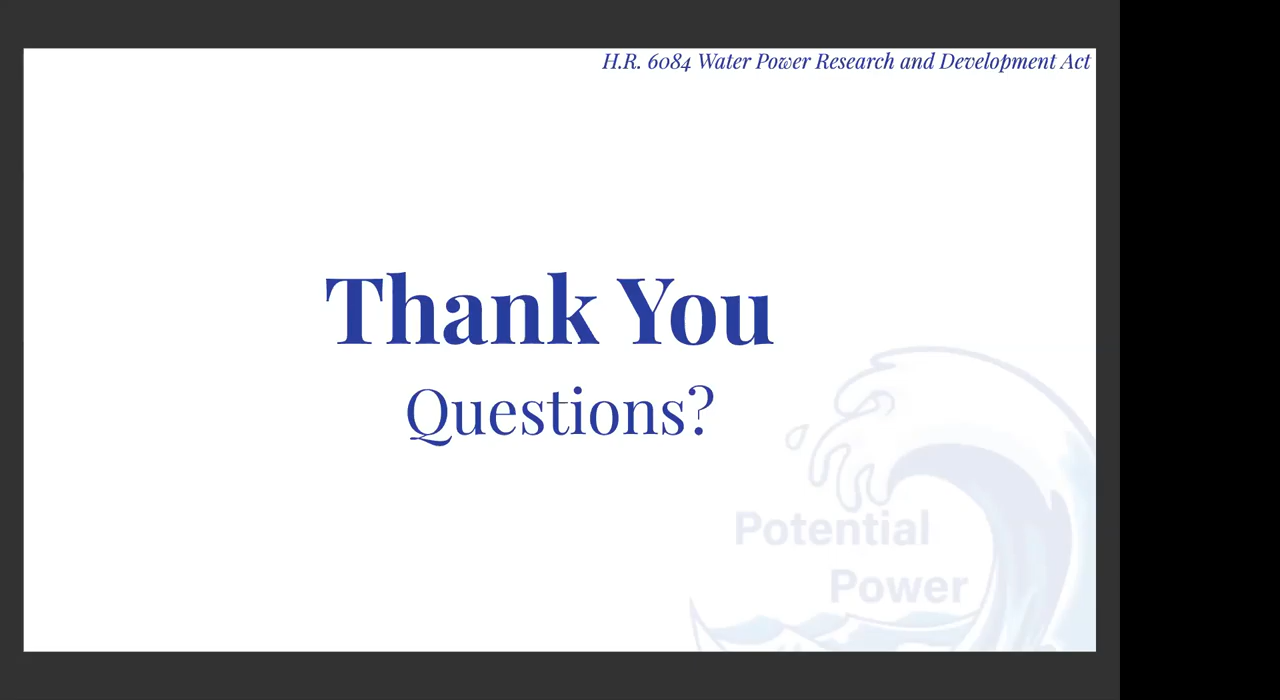 H.R. 6084 Water Power Research and Development Act
Thank You
Questions?
Potential
Power